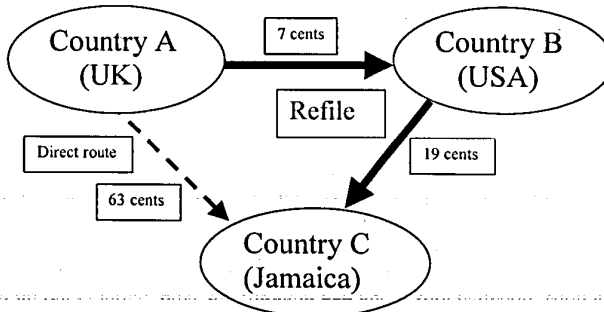 Country A
(UK)
7 cents
Country B
(USA)
Refile
Direct route
19 cents
63 cents
Country C
(Jamaica)